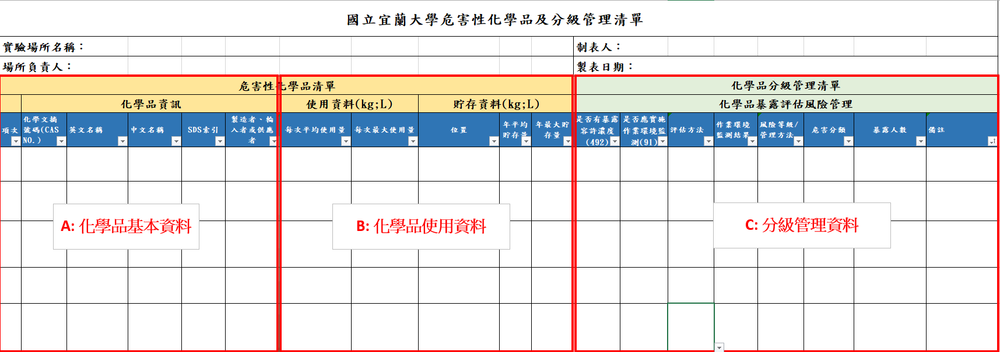 國立宜蘭大學危害性化學品及分級管理清單
實驗場所名稱：
制表人：
場所負責人：
製表日期：
危害性化學品清單
化學品分級管理清單
化學品資訊
使用資料(kg;L)
貯存資料(kg;L)
化學品暴露評估風險管理
項次
化學文摘
號碼(CAS
NO.)
英文名稱
中文名稱
SDS索引
製造者、輸
入者或供應
者
每次平均使用量
每次最大使用量
位置
年平均
貯存量
年最大貯
存量
是否有暴露
容許濃度
(492)
是否應實施
作業環境監
測(91)
評估方法
作業環境
監測結果
風險等級/
管理方法
危害分類
暴露人數
備註
A: 化學品基本資料
B: 化學品使用資料
C: 分級管理資料